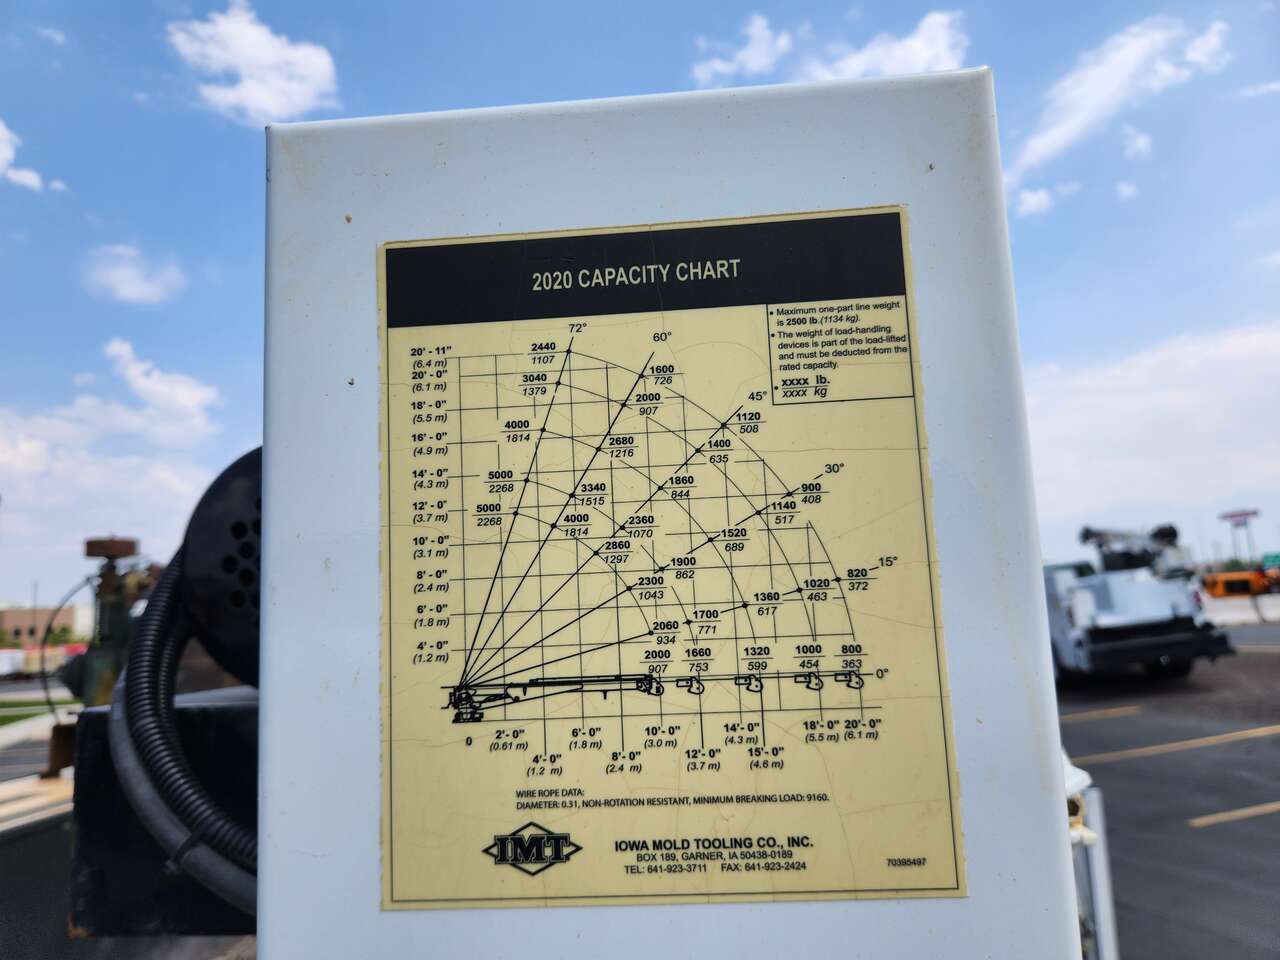 2020 CAPACITY CHART
• Maximum one-part line weight
is 2500 lb.(1134 kg).
• The weight of load-handling
devices is part of the load-lifted
and must be deducted from the
rated capacity.
• xxxx lb.
xxxx kg
72°
60°
45°
30°
15°
0°
20' - 11"
(6.4 m)
20' - 0"
(6.1 m)
18' - 0"
(5.5 m)
16' - 0"
(4.9 m)
14' - 0"
(4.3 m)
12' - 0"
(3.7 m)
10' - 0"
(3.1 m)
8' - 0"
(2.4 m)
6' - 0"
(1.8 m)
4' - 0"
(1.2 m)
2440
1107
3040
1379
4000
1814
5000
2268
5000
2268
1600
726
2000
907
2680
1216
3340
1515
4000
1814
1120
508
1400
635
1860
844
2360
1070
2860
1297
900
408
1140
517
1520
689
1900
862
2300
1043
820
372
1020
463
1360
617
1700
771
2060
934
2000
907
1660
753
1320
599
1000
454
800
363
0
2'- 0"
(0.61 m)
4'- 0"
(1.2 m)
6'- 0"
(1.8 m)
8'- 0"
(2.4 m)
10'- 0"
(3.0 m)
12'- 0"
(3.7 m)
14'- 0"
(4.3 m)
15'- 0"
(4.6 m)
18'- 0"
(5.5 m)
20'- 0"
(6.1 m)
WIRE ROPE DATA:
DIAMETER: 0.31, NON-ROTATION RESISTANT, MINIMUM BREAKING LOAD: 9160.
IMT
IOWA MOLD TOOLING CO., INC.
BOX 189, GARNER, IA 50438-0189
TEL: 641-923-3711 FAX: 641-923-2424
70395497